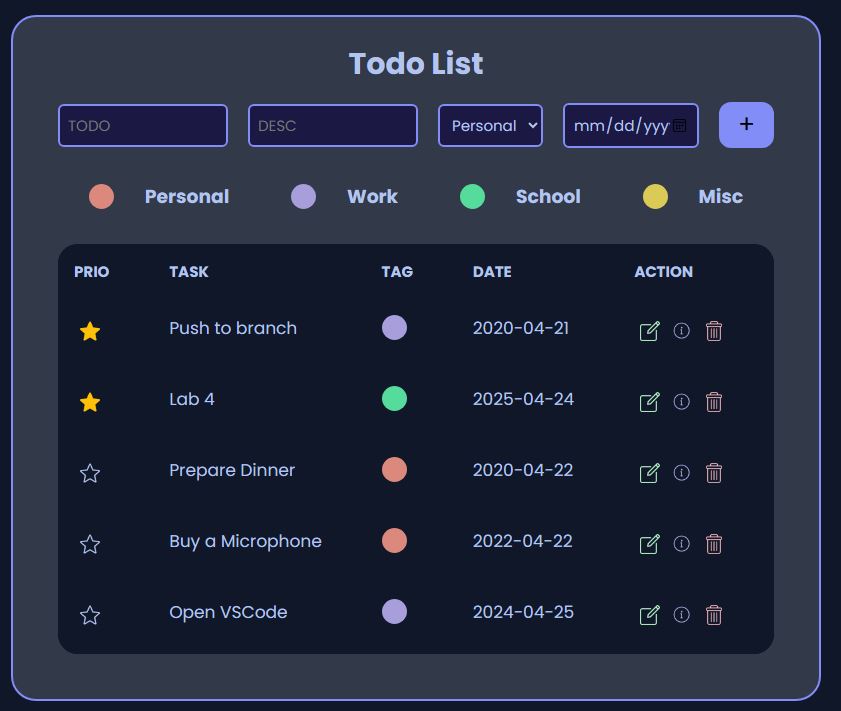 Todo List
TODO DESC Personal mm/dd/yyy +
Personal Work School Misc
PRIO TASK TAG DATE ACTION
Push to branch 2020-04-21
Lab 4 2025-04-24
Prepare Dinner 2020-04-22
Buy a Microphone 2022-04-22
Open VSCode 2024-04-25